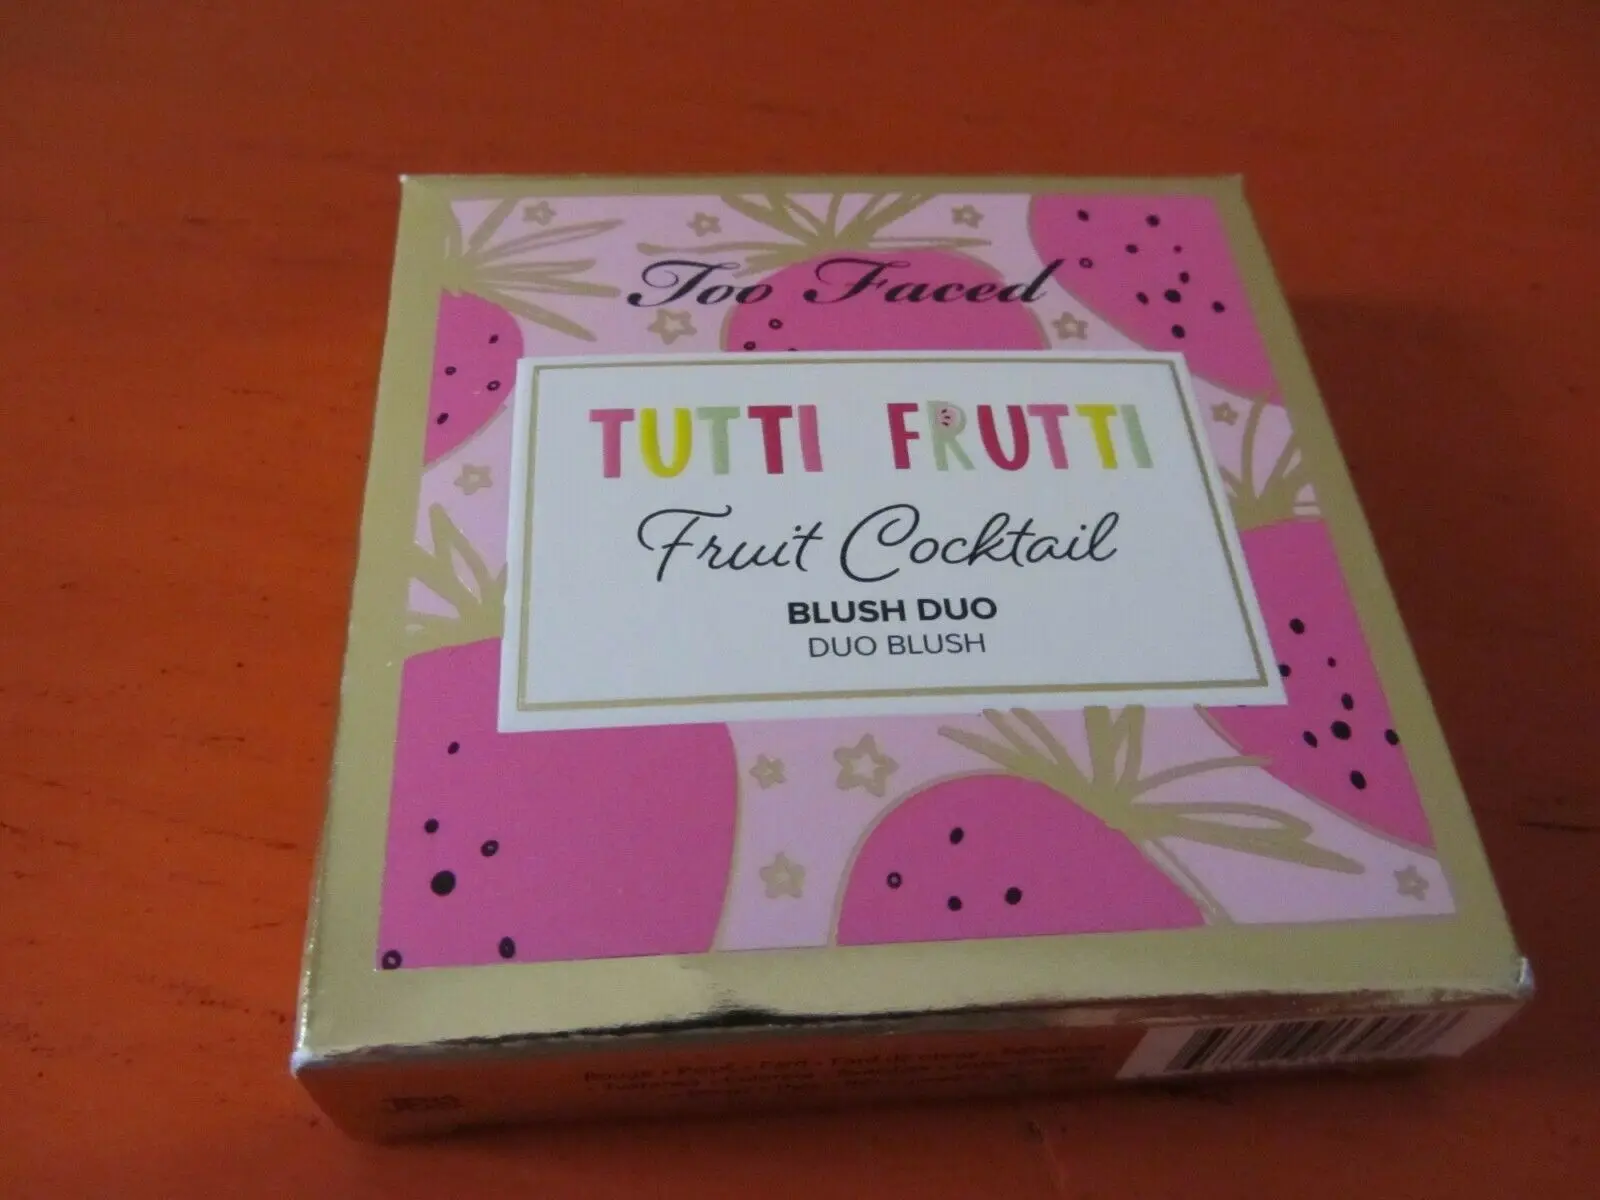 Too Faced
TUTTI FRUTTI
Fruit Cocktail
BLUSH DUO
DUO BLUSH